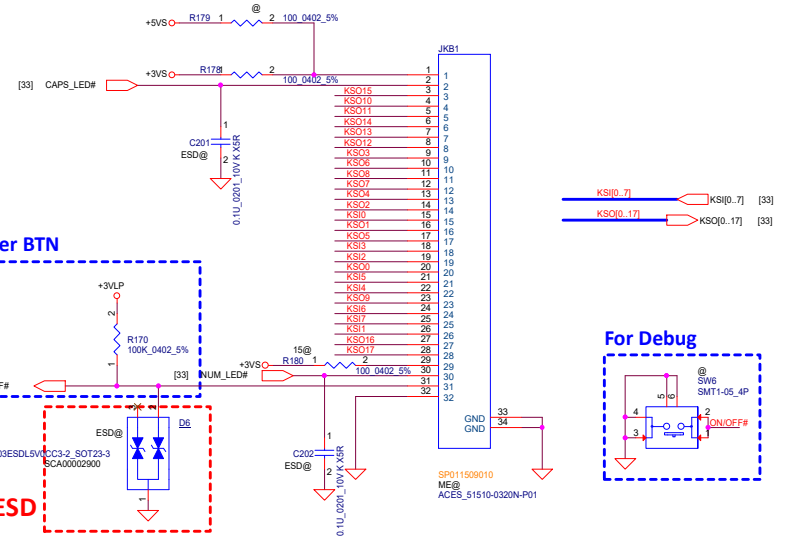 @
+5VS R179 1 2 100_0402_5%
JKB1
+3VS R178 1 2 100_0402_5%
[33] CAPS_LED#
1 1
2 2
KSO15 3 3
KSO10 4 4
KSO11 5 5
KSO14 6 6
KSO13 7 7
KSO12 8 8
KSO3 9 9
KSO6 10 10
KSO8 11 11
KSO7 12 12
KSO4 13 13
KSO2 14 14
KSI0 15 15
KSO1 16 16
KSO5 17 17
KSI3 18 18
KSI2 19 19
KSO0 20 20
KSI5 21 21
KSI4 22 22
KSO9 23 23
KSI6 24 24
KSI7 25 25
KSI1 26 26
KSO16 27 27
KSO17 28 28
29 29
30 30
31 31
32 32
GND 33
GND 34
SP011509010
ME@
ACES_51510-0320N-P01
1
C201
ESD@
2
0.1U_0201_10V K X5R
KSI[0..7] KSI[0..7] [33]
KSO[0..17] KSO[0..17] [33]
er BTN
+3VLP
2
R170
100K_0402_5%
1
F#
15@
+3VS R180 1 2 100_0402_5%
[33] NUM_LED#
1
C202
ESD@
2
0.1U_0201_10V K X5R
3 2
D6
ESD@
03ESDL5V0CC3-2_SOT23-3
SCA00002900
1
ESD
For Debug
@
SW6
SMT1-05_4P
5 6
4 2
3 1
ON/OFF#